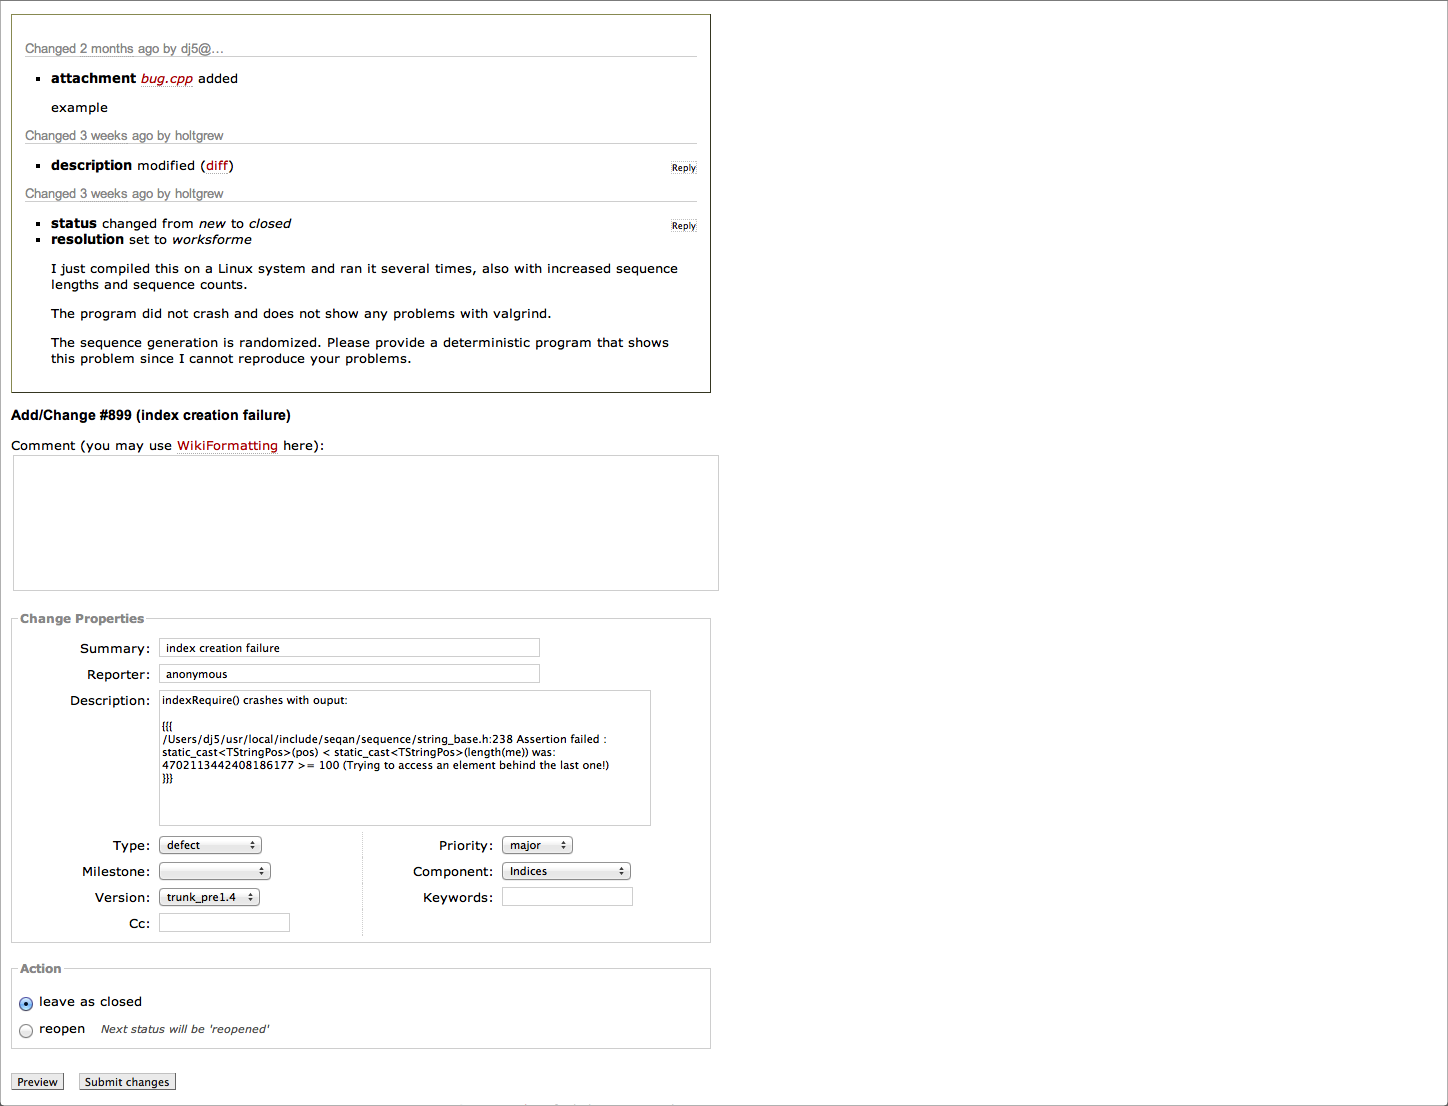 Changed 2 months ago by dj5@…
attachment bug.cpp added
example
Changed 3 weeks ago by holtgrew
description modified (diff)
Reply
Changed 3 weeks ago by holtgrew
status changed from new to closed
Reply
resolution set to worksforme
I just compiled this on a Linux system and ran it several times, also with increased sequence
lengths and sequence counts.
The program did not crash and does not show any problems with valgrind.
The sequence generation is randomized. Please provide a deterministic program that shows
this problem since I cannot reproduce your problems.
Add/Change #899 (index creation failure)
Comment (you may use WikiFormatting here):
Change Properties
Summary: index creation failure
Reporter: anonymous
Description: indexRequire() crashes with ouput:
{{{
/Users/dj5/usr/local/include/seqan/sequence/string_base.h:238 Assertion failed :
static_cast<TStringPos>(pos) < static_cast<TStringPos>(length(me)) was:
4702113442408186177 >= 100 (Trying to access an element behind the last one!)
}}}
Type: defect
Priority: major
Milestone:
Component: Indices
Version: trunk_pre1.4
Keywords:
Cc:
Action
leave as closed
reopen Next status will be 'reopened'
Preview
Submit changes